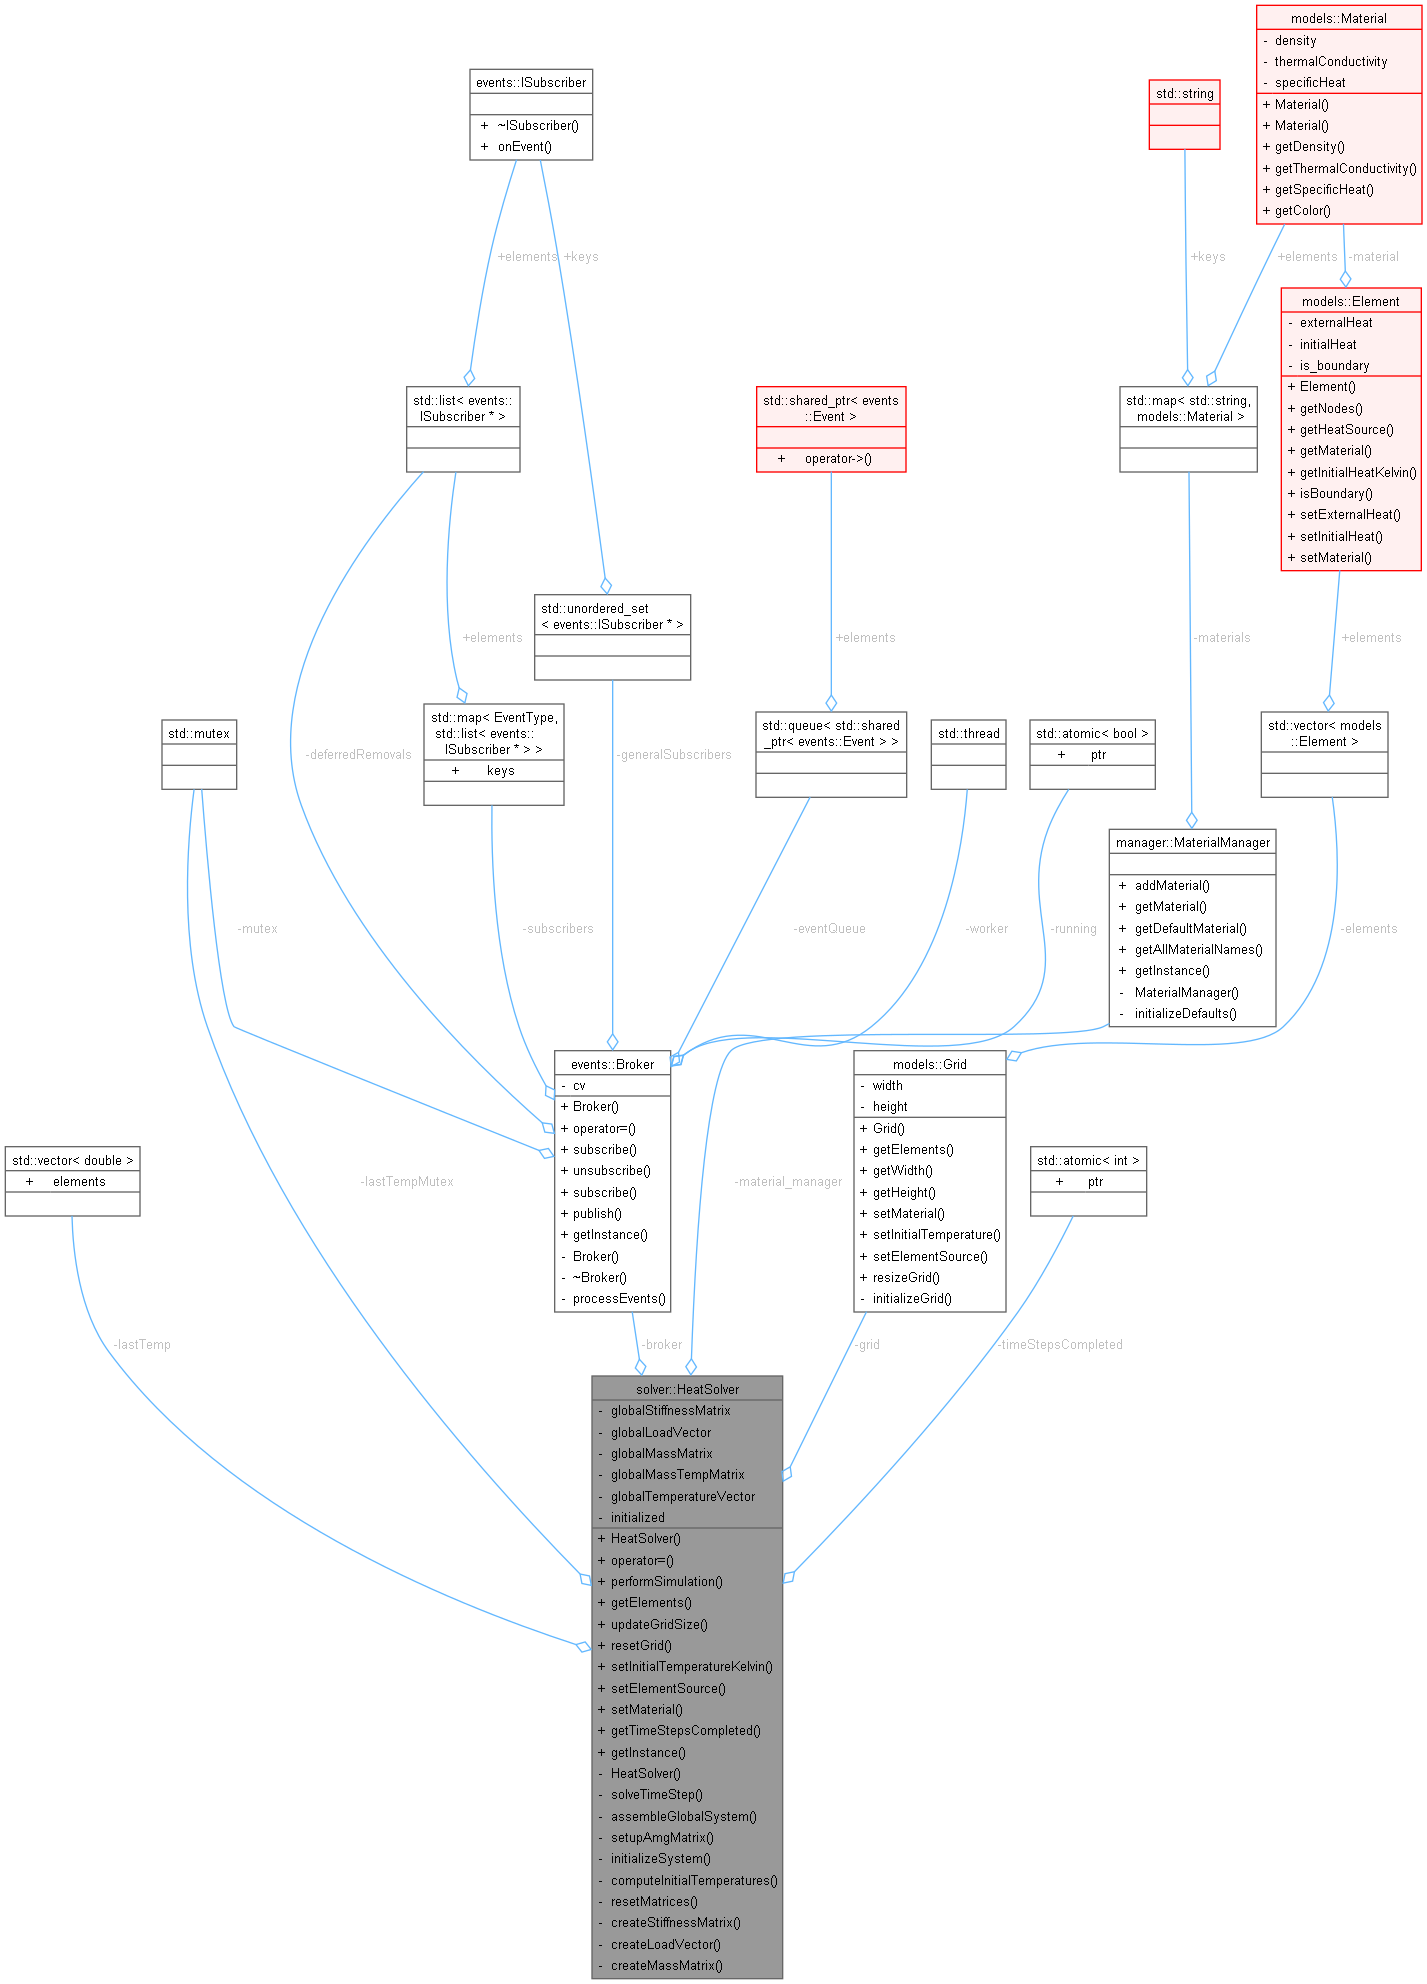 models::Material
- density
- thermalConductivity
- specificHeat
+ Material()
+ Material()
+ getDensity()
+ getThermalConductivity()
+ getSpecificHeat()
+ getColor()
events::ISubscriber
+ ~ISubscriber()
+ onEvent()
std::string
+elements
+keys
+keys
+elements
-material
models::Element
- externalHeat
- initialHeat
- is_boundary
+ Element()
+ getNodes()
+ getHeatSource()
+ getMaterial()
+ getInitialHeatKelvin()
+ isBoundary()
+ setExternalHeat()
+ setInitialHeat()
+ setMaterial()
std::list< events::
ISubscriber * >
std::shared_ptr< events
::Event >
+ operator->()
std::map< std::string,
models::Material >
std::unordered_set
< events::ISubscriber * >
+elements
+elements
-materials
+elements
std::mutex
std::map< EventType,
std::list< events::
ISubscriber * > >
+ keys
std::queue< std::shared
_ptr< events::Event > >
std::thread
std::atomic< bool >
+ ptr
std::vector< models
::Element >
-deferredRemovals
-generalSubscribers
manager::MaterialManager
+ addMaterial()
+ getMaterial()
+ getDefaultMaterial()
+ getAllMaterialNames()
+ getInstance()
- MaterialManager()
- initializeDefaults()
-mutex
-subscribers
-eventQueue
-worker
-running
-elements
events::Broker
- cv
+ Broker()
+ operator=()
+ subscribe()
+ unsubscribe()
+ subscribe()
+ publish()
+ getInstance()
- Broker()
- ~Broker()
- processEvents()
models::Grid
- width
- height
+ Grid()
+ getElements()
+ getWidth()
+ getHeight()
+ setMaterial()
+ setInitialTemperature()
+ setElementSource()
+ resizeGrid()
- initializeGrid()
std::vector< double >
+ elements
std::atomic< int >
+ ptr
-lastTempMutex
-material_manager
-lastTemp
-broker
-grid
-timeStepsCompleted
solver::HeatSolver
- globalStiffnessMatrix
- globalLoadVector
- globalMassMatrix
- globalMassTempMatrix
- globalTemperatureVector
- initialized
+ HeatSolver()
+ operator=()
+ performSimulation()
+ getElements()
+ updateGridSize()
+ resetGrid()
+ setInitialTemperatureKelvin()
+ setElementSource()
+ setMaterial()
+ getTimeStepsCompleted()
+ getInstance()
- HeatSolver()
- solveTimeStep()
- assembleGlobalSystem()
- setupAmgMatrix()
- initializeSystem()
- computeInitialTemperatures()
- resetMatrices()
- createStiffnessMatrix()
- createLoadVector()
- createMassMatrix()